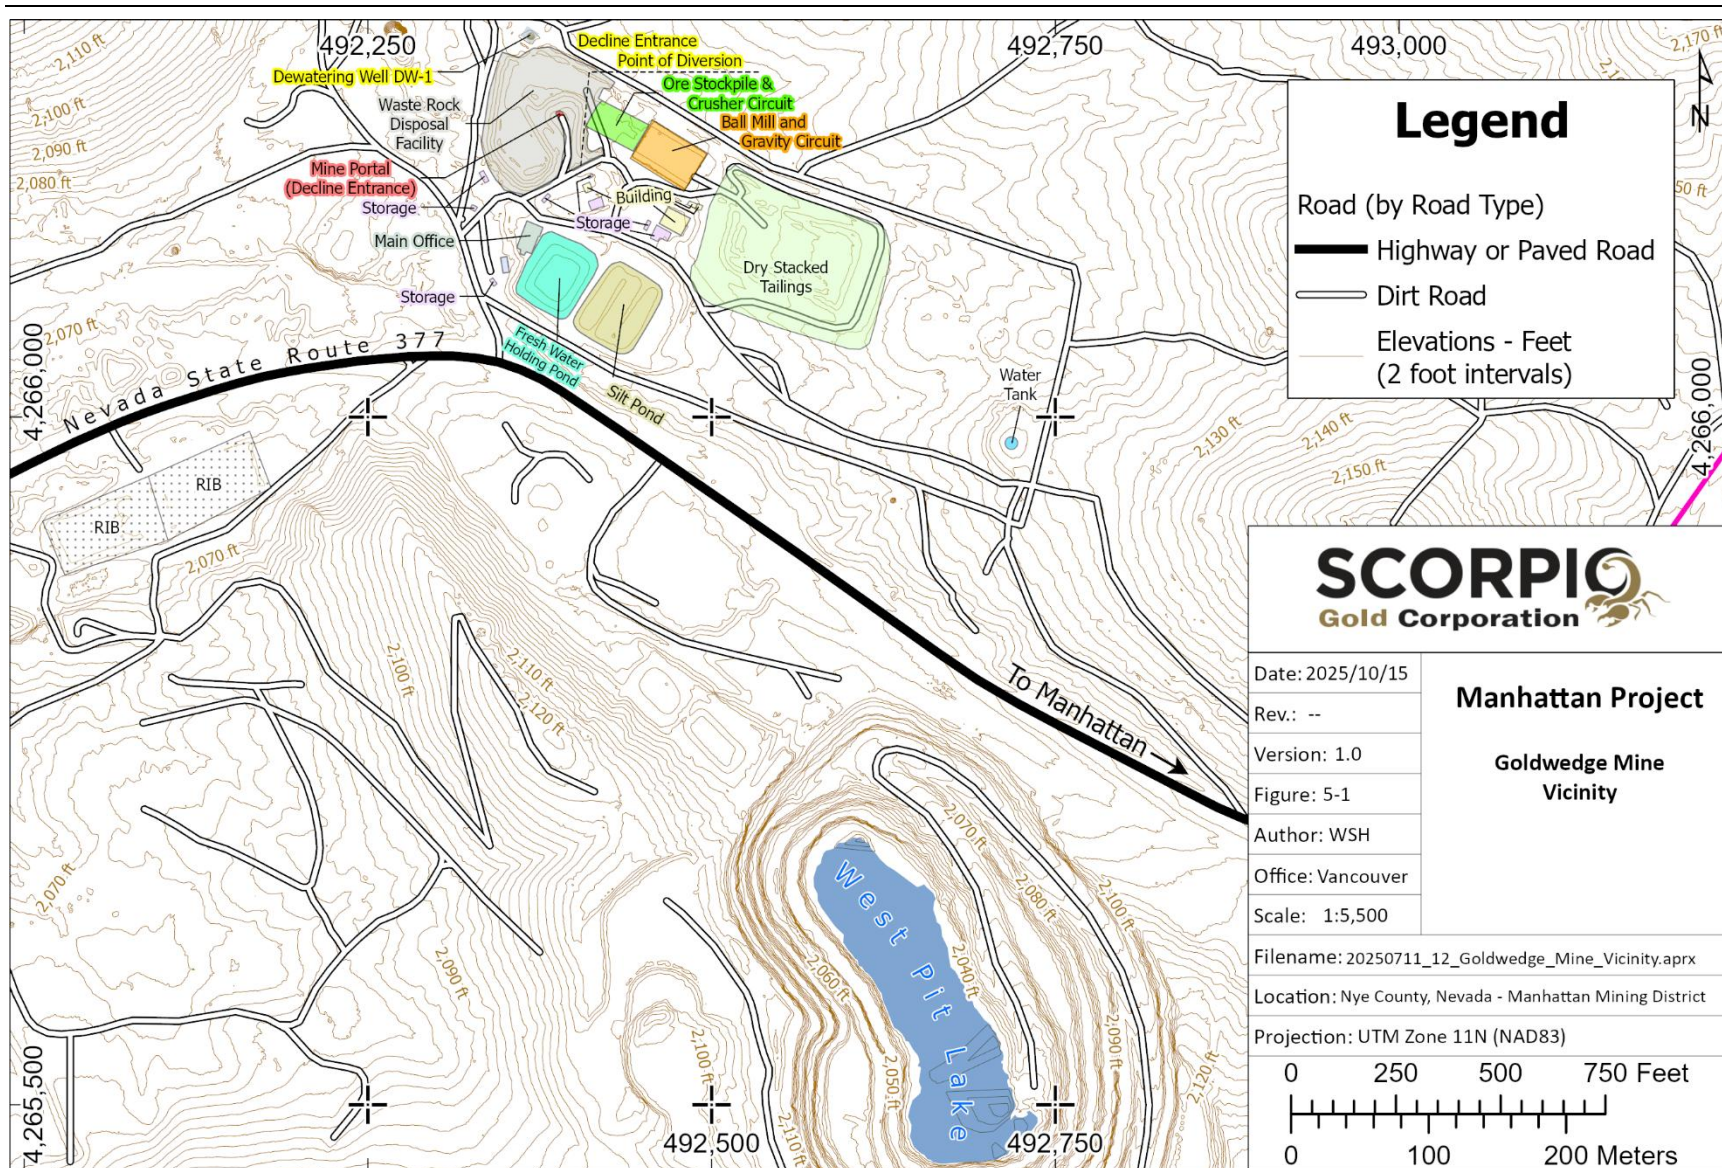 492,250
492,750
493,000
2,110 ft
2,100 ft
2,090 ft
2,080 ft
2,070 ft
2,170 ft
Dewatering Well DW-1
Decline Entrance
Point of Diversion
Ore Stockpile &
Crusher Circuit
Ball Mill and
Gravity Circuit
Waste Rock
Disposal
Facility
Mine Portal
(Decline Entrance)
Storage
Building
Storage
Main Office
Storage
Dry Stacked
Tailings
Fresh Water
Holding Pond
Silt Pond
Water
Tank
4,266,000
Nevada State Route 377
RIB
RIB
2,070 ft
2,130 ft
2,140 ft
2,150 ft
4,266,000
N
Legend
Road (by Road Type)
Highway or Paved Road
Dirt Road
Elevations - Feet
(2 foot intervals)
2,100 ft
2,110 ft
2,120 ft
To Manhattan
2,070 ft
2,080 ft
2,100 ft
2,070 ft
2,090 ft
2,060 ft
2,040 ft
2,050 ft
2,090 ft
2,100 ft
2,110 ft
2,120 ft
West Pit Lake
4,265,500
492,500
492,750
SCORPIO
Gold Corporation
Date: 2025/10/15
Rev.: --
Version: 1.0
Figure: 5-1
Author: WSH
Office: Vancouver
Scale: 1:5,500
Manhattan Project
Goldwedge Mine
Vicinity
Filename: 20250711_12_Goldwedge_Mine_Vicinity.aprx
Location: Nye County, Nevada - Manhattan Mining District
Projection: UTM Zone 11N (NAD83)
0 250 500 750 Feet
0 100 200 Meters